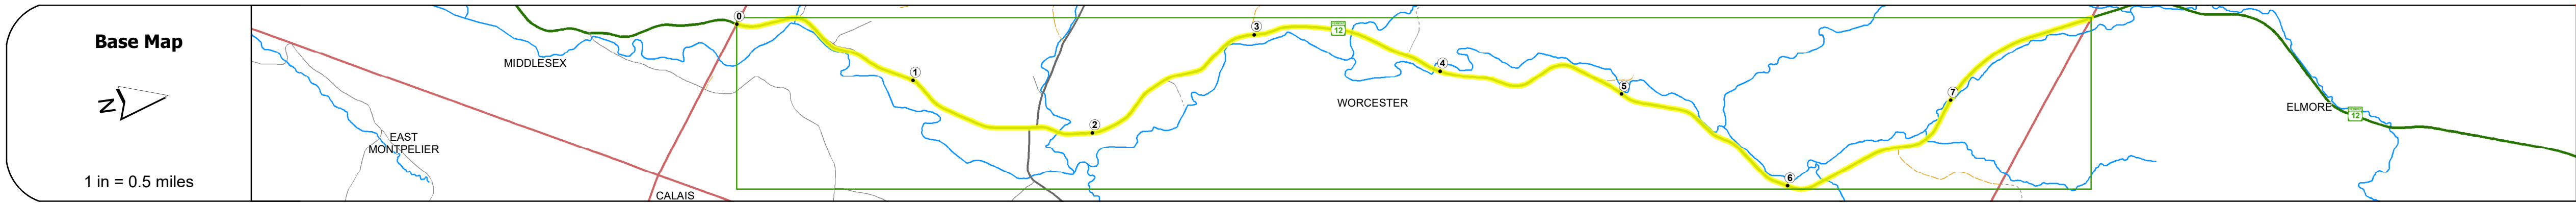 Base Map
N
1 in = 0.5 miles
MIDDLESEX
EAST
MONTPELIER
CALAIS
0
1
2
3
12
4
WORCESTER
5
6
7
ELMORE
12